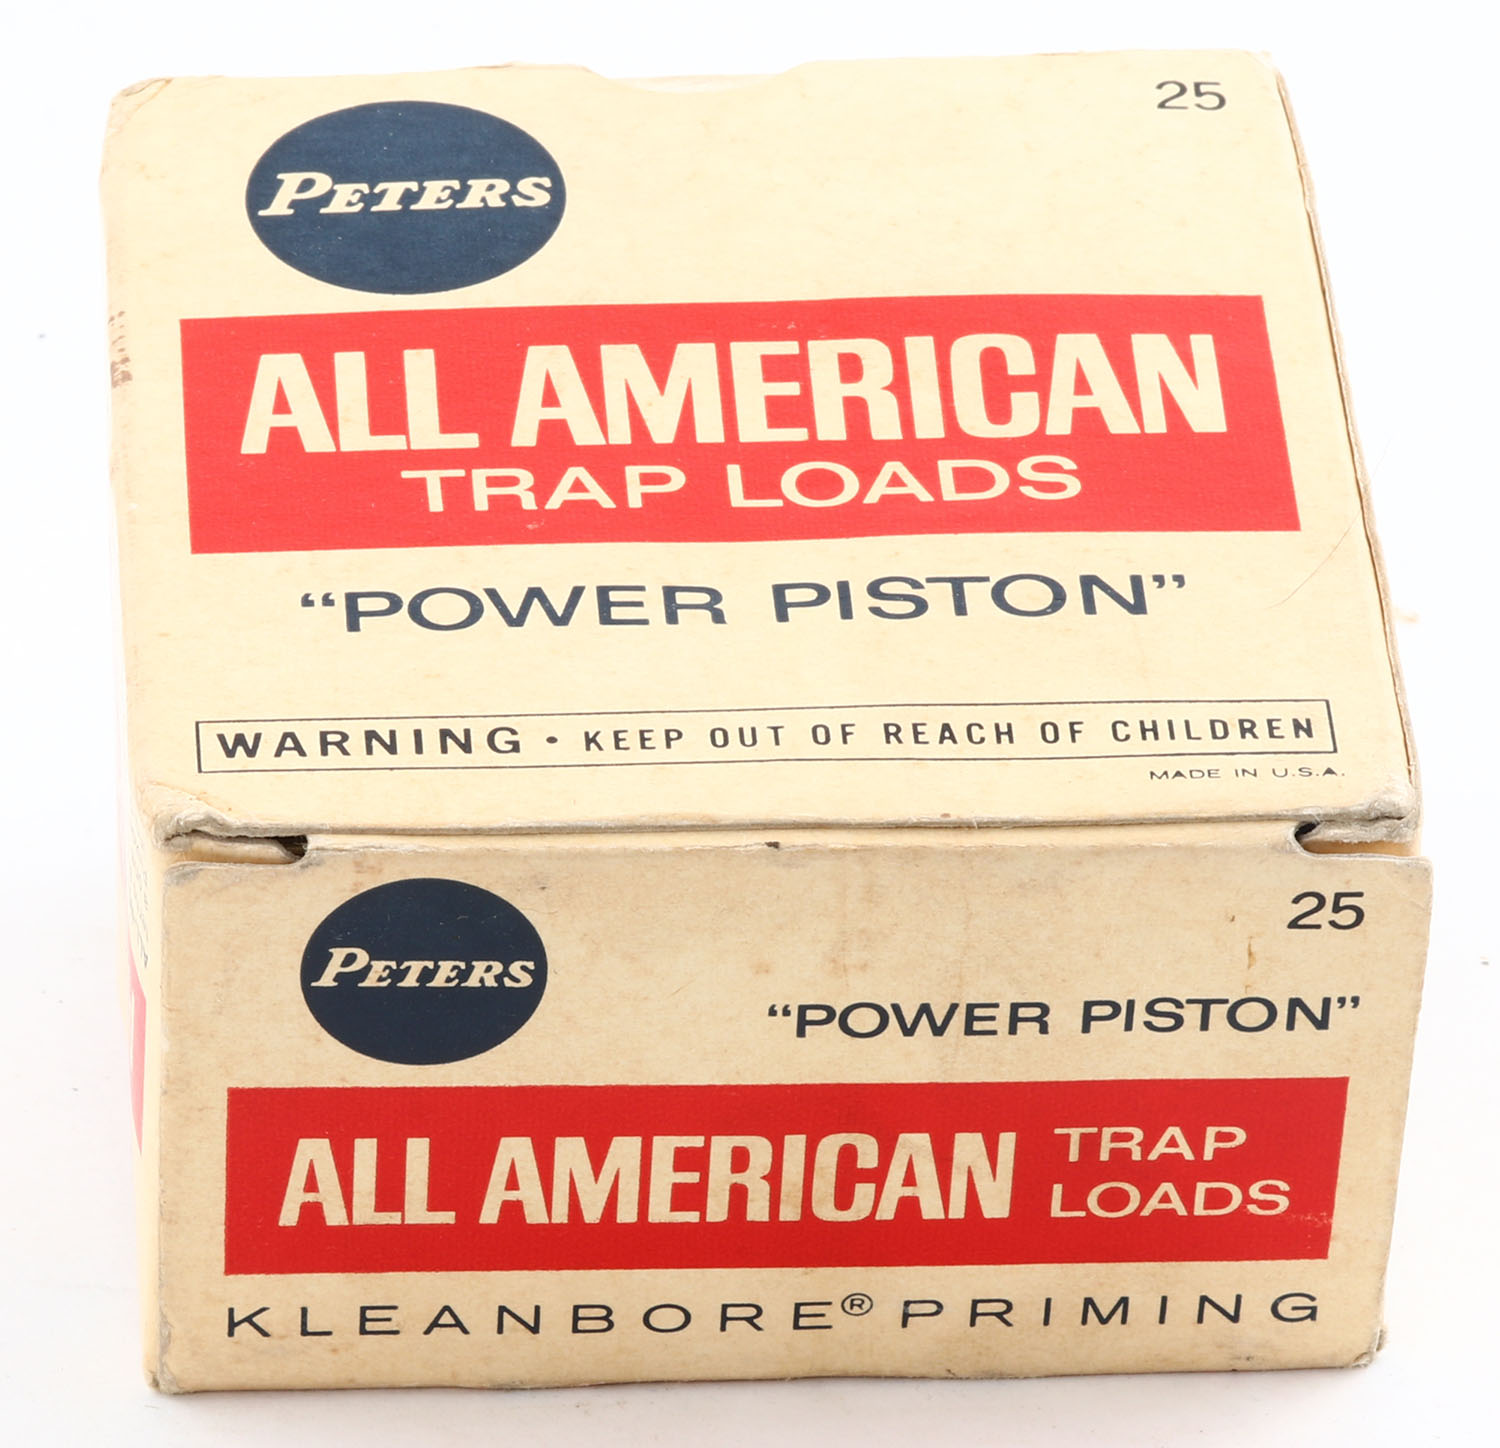 25
PETERS
ALL AMERICAN
TRAP LOADS
"POWER PISTON"
WARNING • KEEP OUT OF REACH OF CHILDREN
MADE IN U.S.A.
PETERS
25
"POWER PISTON"
ALL AMERICAN TRAP
LOADS
KLEANBORE® PRIMING